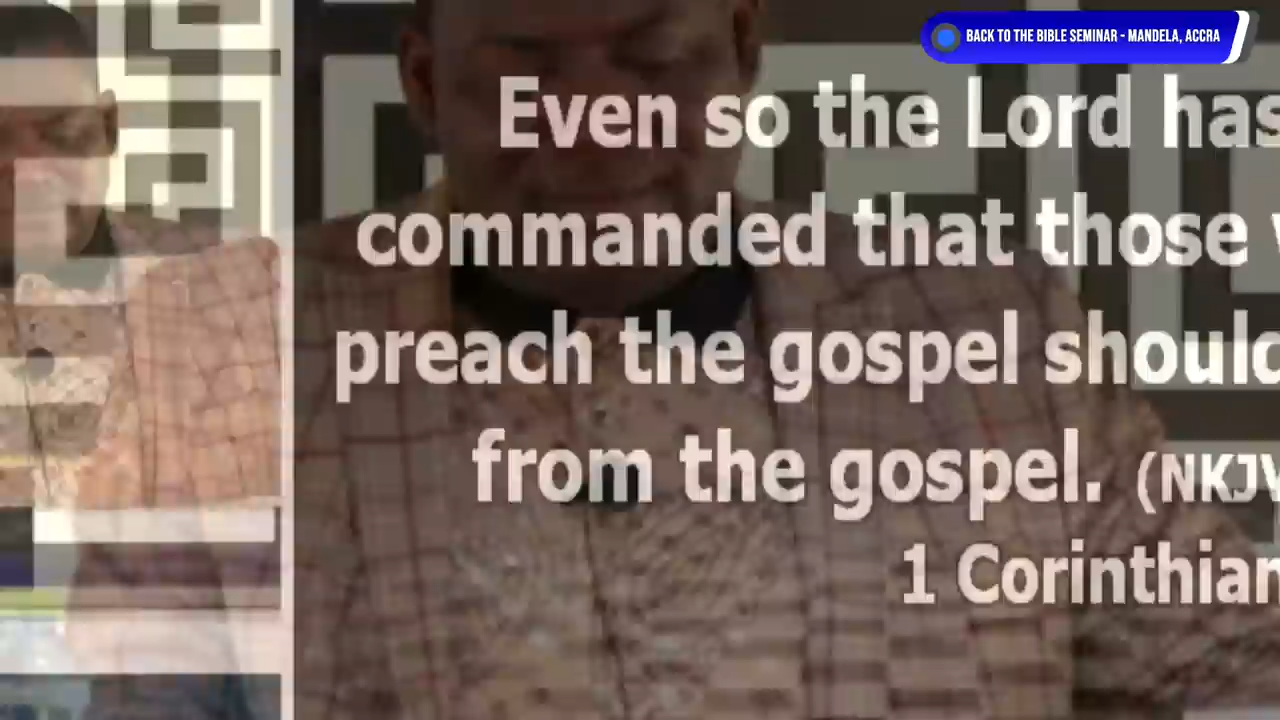 BACK TO THE BIBLE SEMINAR - MANDELA, ACCRA
Even so the Lord has
commanded that those
preach the gospel should
from the gospel. (NKJV
1 Corinthian